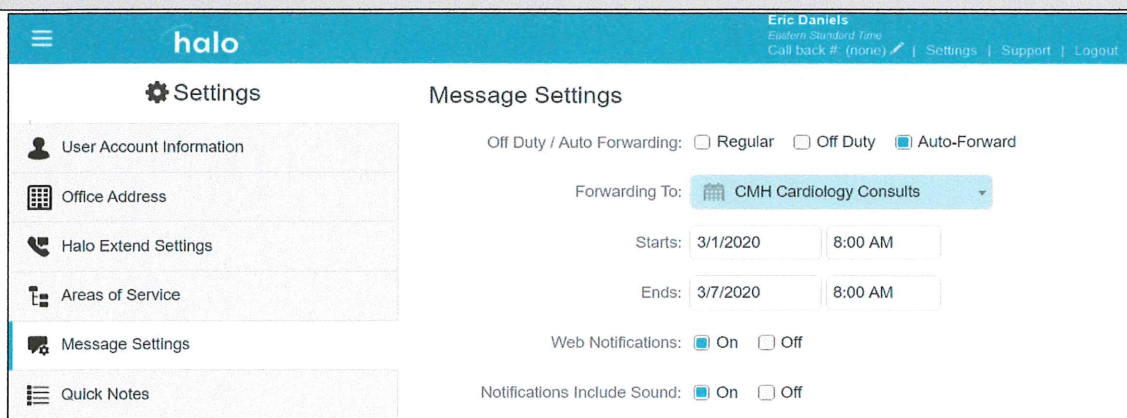 Eric Daniels
halo
Eastern Standard Time
Call back #: (none) | Settings | Support | Logout
Settings
User Account Information
Office Address
Halo Extend Settings
Areas of Service
Message Settings
Quick Notes
Message Settings
Off Duty / Auto Forwarding: Regular Off Duty Auto-Forward
Forwarding To: CMH Cardiology Consults
Starts: 3/1/2020 8:00 AM
Ends: 3/7/2020 8:00 AM
Web Notifications: On Off
Notifications Include Sound: On Off